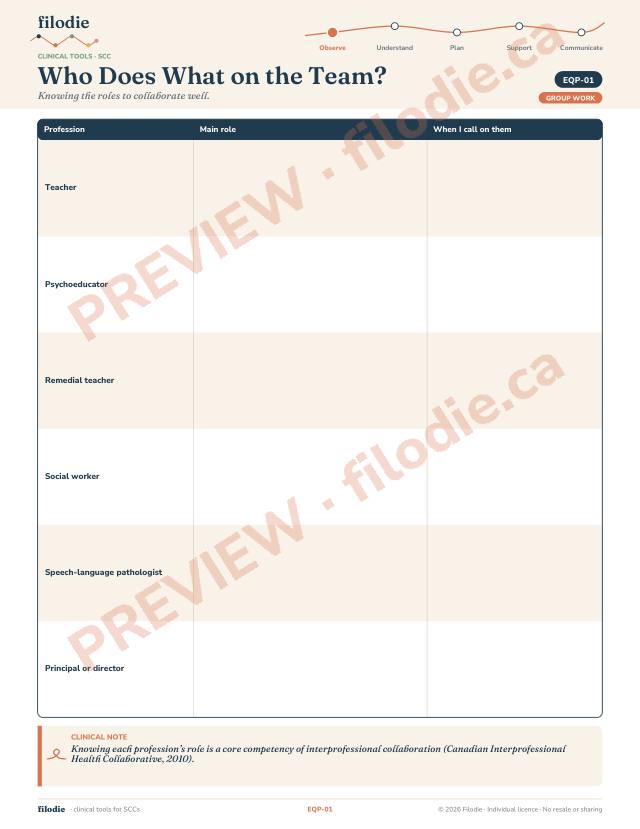 filodie
CLINICAL TOOLS · SCC
Observe Understand Plan Support Communicate
Who Does What on the Team?
Knowing the roles to collaborate well.
EQP-01
GROUP WORK
Profession Main role When I call on them
Teacher
Psychoeducator
Remedial teacher
Social worker
Speech-language pathologist
Principal or director
PREVIEW · filodie.ca
PREVIEW · filodie.ca
CLINICAL NOTE
Knowing each profession's role is a core competency of interprofessional collaboration (Canadian Interprofessional
Health Collaborative, 2010).
filodie · clinical tools for SCCs EQP-01 © 2026 Filodie · Individual licence · No resale or sharing